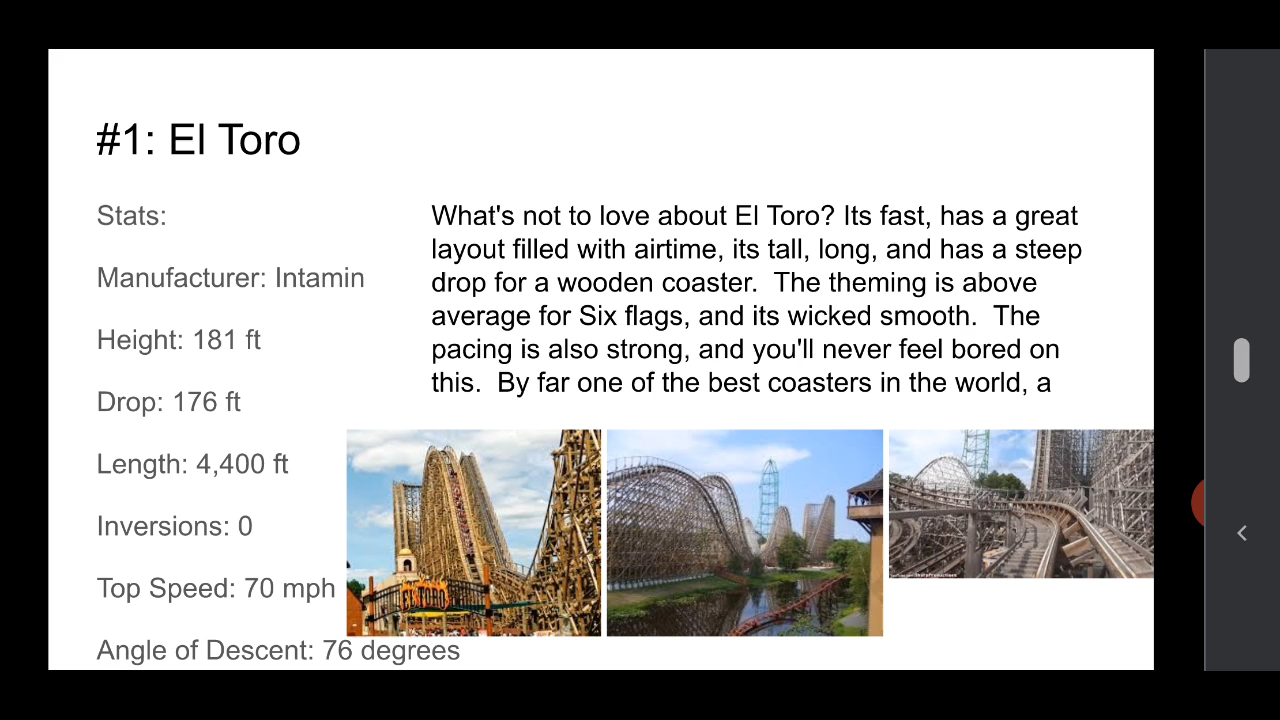 #1: El Toro
Stats:
Manufacturer: Intamin
Height: 181 ft
Drop: 176 ft
Length: 4,400 ft
Inversions: 0
Top Speed: 70 mph
Angle of Descent: 76 degrees
What's not to love about El Toro? Its fast, has a great
layout filled with airtime, its tall, long, and has a steep
drop for a wooden coaster.  The theming is above
average for Six flags, and its wicked smooth.  The
pacing is also strong, and you'll never feel bored on
this.  By far one of the best coasters in the world, a
EL TORO